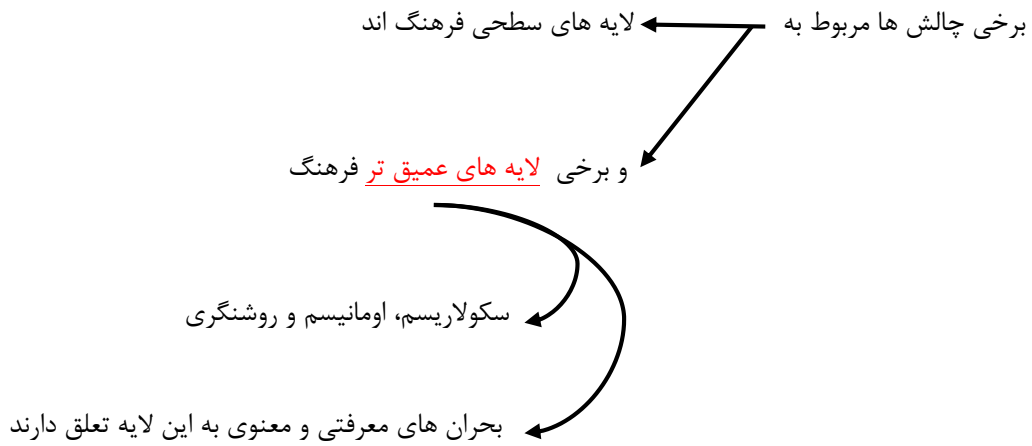 برخی چالش ها مربوط به لایه های سطحی فرهنگ اند
و برخی لایه های عمیق تر فرهنگ
سکولاریسم، اومانیسم و روشنگری
بحران های معرفتی و معنوی به این لایه تعلق دارند